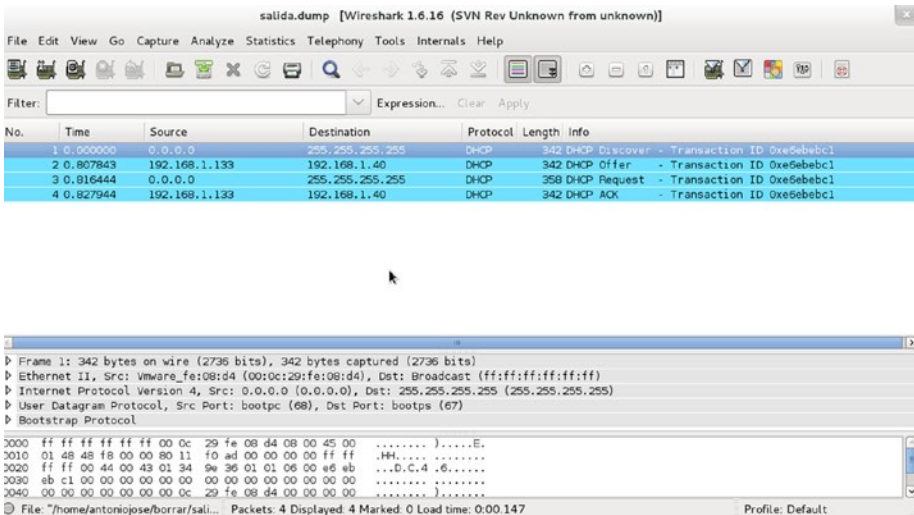 salida.dump [Wireshark 1.6.16 (SVN Rev Unknown from unknown)]
File Edit View Go Capture Analyze Statistics Telephony Tools Internals Help
Filter: Expression... Clear Apply
No. Time Source Destination Protocol Length Info
1 0.000000 0.0.0.0 255.255.255.255 DHCP 342 DHCP Discover - Transaction ID 0xe6ebebc1
2 0.807843 192.168.1.133 192.168.1.40 DHCP 342 DHCP Offer - Transaction ID 0xe6ebebc1
3 0.816444 0.0.0.0 255.255.255.255 DHCP 358 DHCP Request - Transaction ID 0xe6ebebc1
4 0.827944 192.168.1.133 192.168.1.40 DHCP 342 DHCP ACK - Transaction ID 0xe6ebebc1
Frame 1: 342 bytes on wire (2736 bits), 342 bytes captured (2736 bits)
Ethernet II, Src: Vmware_fe:08:d4 (00:0c:29:fe:08:d4), Dst: Broadcast (ff:ff:ff:ff:ff:ff)
Internet Protocol Version 4, Src: 0.0.0.0 (0.0.0.0), Dst: 255.255.255.255 (255.255.255.255)
User Datagram Protocol, Src Port: bootpc (68), Dst Port: bootps (67)
Bootstrap Protocol
0000 ff ff ff ff ff ff 00 0c 29 fe 08 d4 08 00 45 00 ........ ).....E.
0010 01 48 48 f8 00 00 80 11 f0 ad 00 00 00 00 ff ff .HH..... ........
0020 ff ff 00 44 00 43 01 34 9e 36 01 01 06 00 e6 eb ...D.C.4 .6......
0030 eb c1 00 00 00 00 00 00 00 00 00 00 00 00 00 00 ........ ........
0040 00 00 00 00 00 00 00 0c 29 fe 08 d4 00 00 00 00 ........ ).......
File: "/home/antoniojose/borrar/sali... Packets: 4 Displayed: 4 Marked: 0 Load time: 0:00.147 Profile: Default